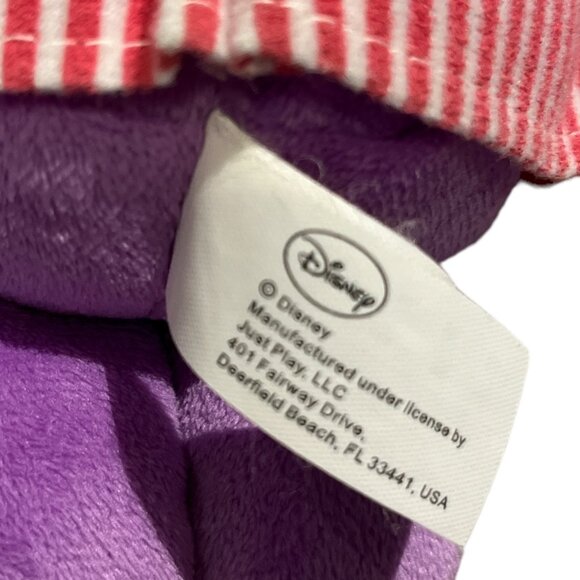 Disney
© Disney
Manufactured under license by
Just Play, LLC
401 Fairway Drive,
Deerfield Beach, FL 33441, USA